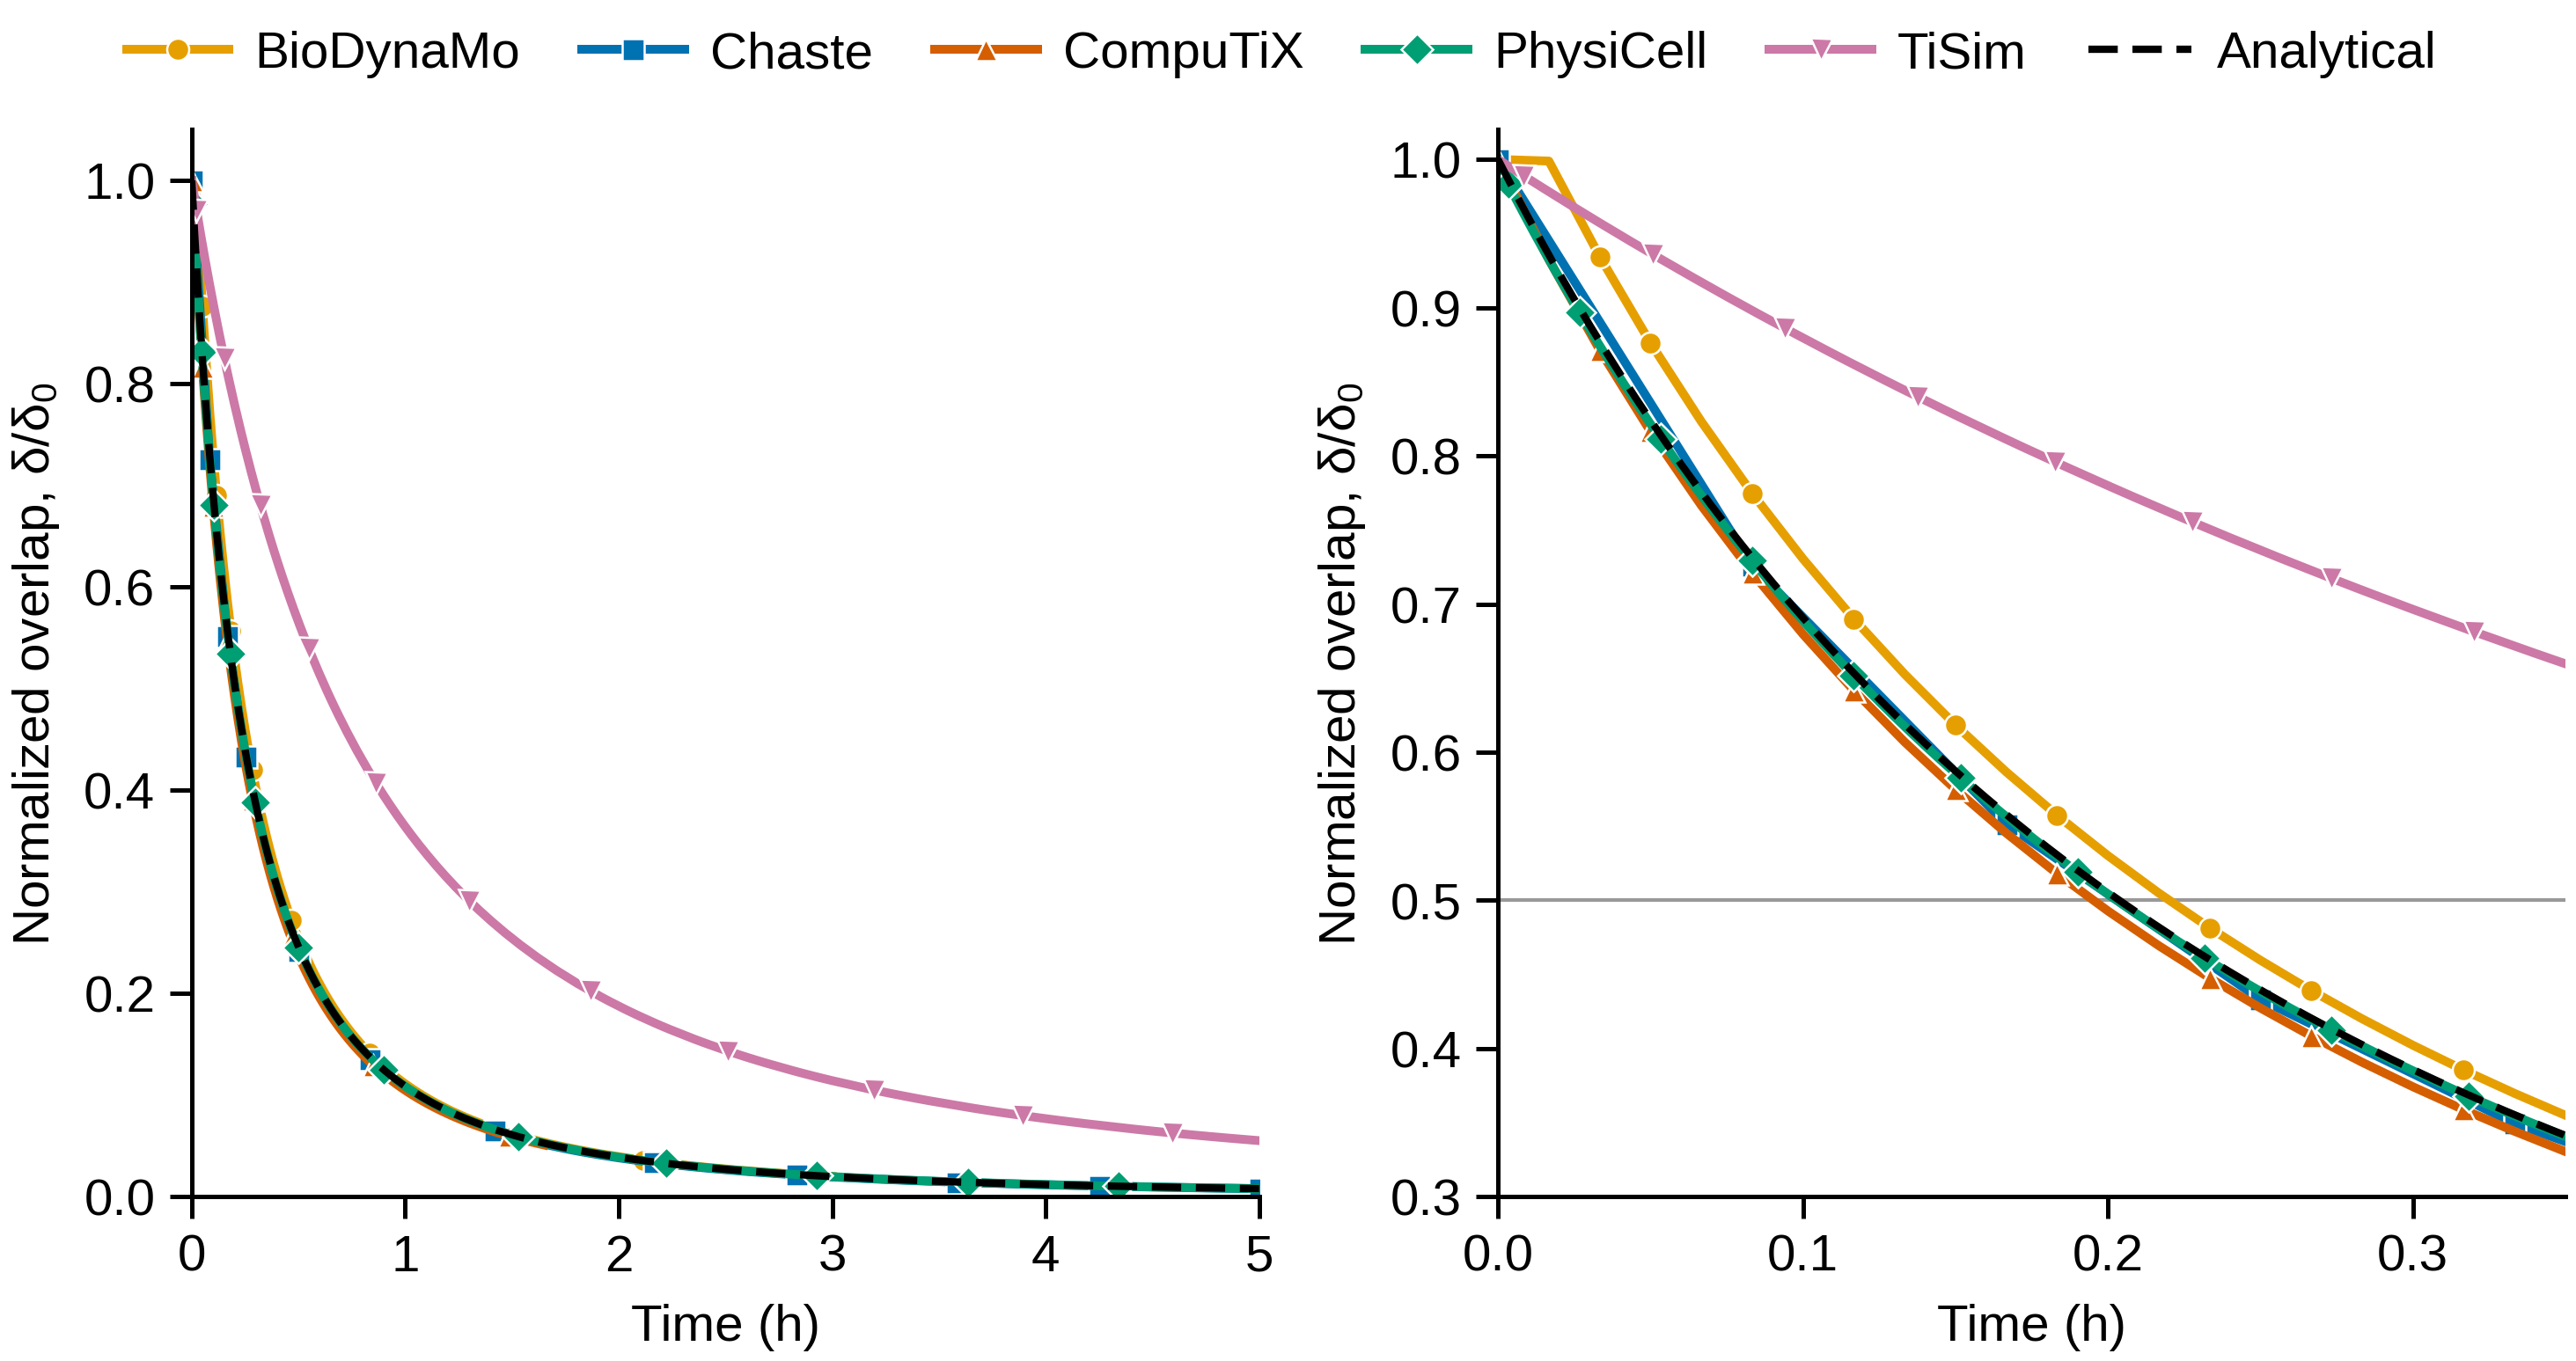 BioDynaMo Chaste CompuTiX PhysiCell TiSim Analytical
Normalized overlap, δ/δ₀
1.0
0.8
0.6
0.4
0.2
0.0
0 1 2 3 4 5
Time (h)
Normalized overlap, δ/δ₀
1.0
0.9
0.8
0.7
0.6
0.5
0.4
0.3
0.0 0.1 0.2 0.3
Time (h)